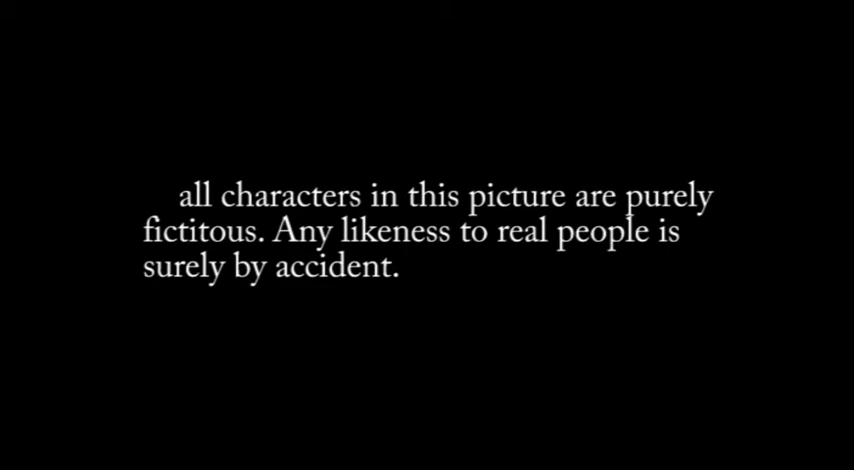 all characters in this picture are purely
fictitous. Any likeness to real people is
surely by accident.